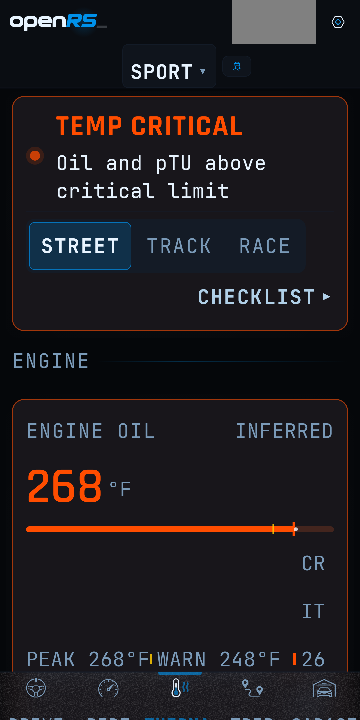 openRS_
SPORT ▾
TEMP CRITICAL
Oil and pTU above
critical limit
STREET TRACK RACE
CHECKLIST ▸
ENGINE
ENGINE OIL INFERRED
268 °F
CR
IT
PEAK 268°F WARN 248°F 26